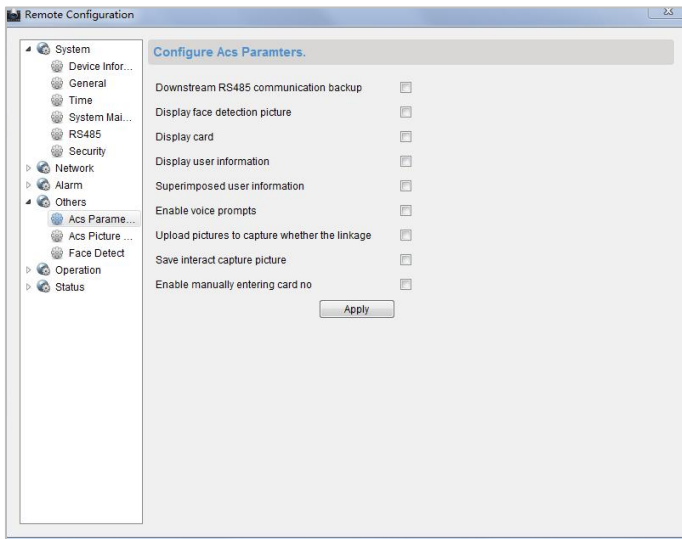 Remote Configuration
System
Device Infor...
General
Time
System Mai...
RS485
Security
Network
Alarm
Others
Acs Parame...
Acs Picture ...
Face Detect
Operation
Status
Configure Acs Paramters.
Downstream RS485 communication backup
Display face detection picture
Display card
Display user information
Superimposed user information
Enable voice prompts
Upload pictures to capture whether the linkage
Save interact capture picture
Enable manually entering card no
Apply